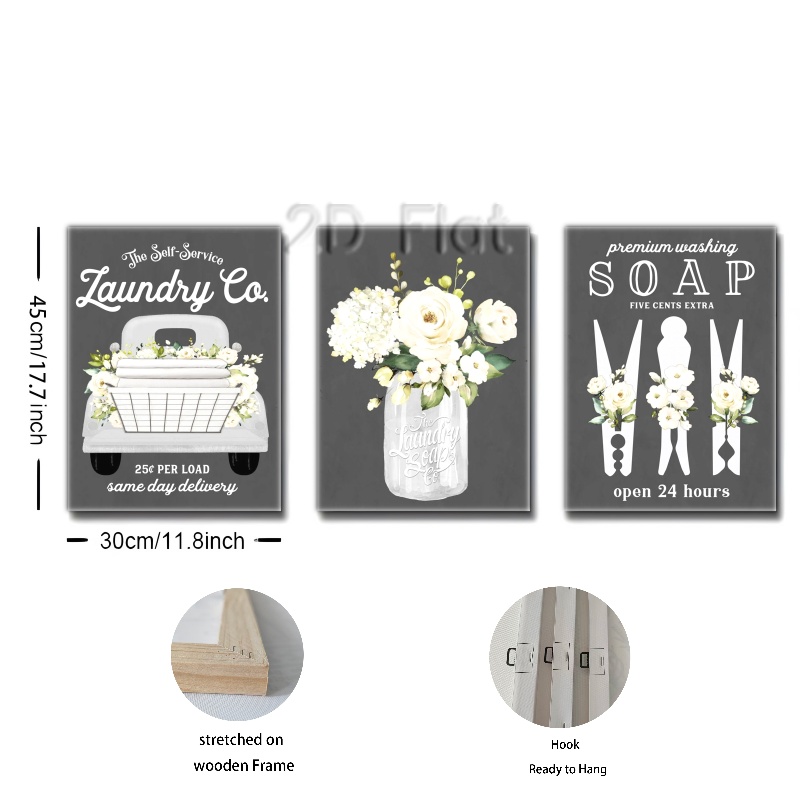 2D Flat
The Self-Service
Laundry Co.
25¢ PER LOAD
same day delivery
The
Laundry
Soap
Co
premium washing
SOAP
FIVE CENTS EXTRA
open 24 hours
45cm/17.7inch
30cm/11.8inch
stretched on
wooden Frame
Hook
Ready to Hang